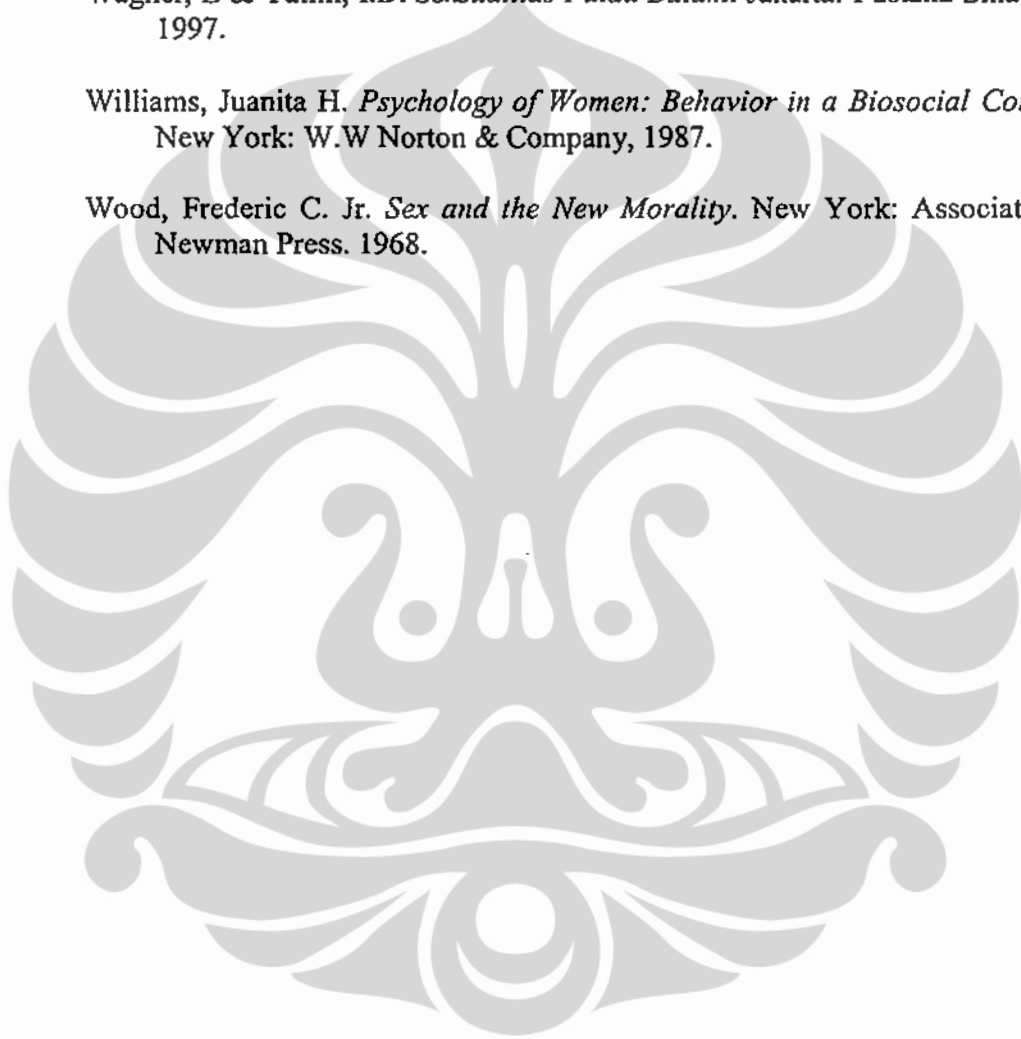 1997.
Williams, Juanita H. Psychology of Women: Behavior in a Biosocial
New York: W.W Norton & Company, 1987.
Wood, Frederic C. Jr. Sex and the New Morality. New York: Associat
Newman Press. 1968.